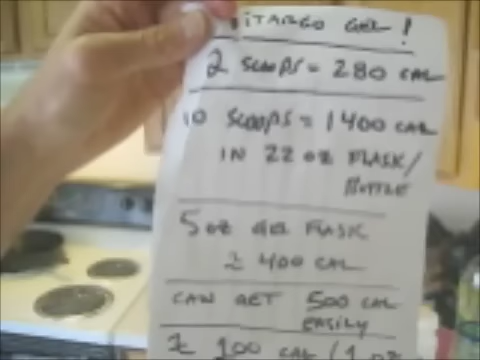 ITARGO GEL!
2 SCOOPS = 280 CAL
10 SCOOPS = 1400 CAL
IN 22 OZ FLASK/
BOTTLE
5 OZ GEL FLASK
≈ 400 CAL
CAN GET 500 CAL
EASILY
≈ 100 CAL / 1 OZ